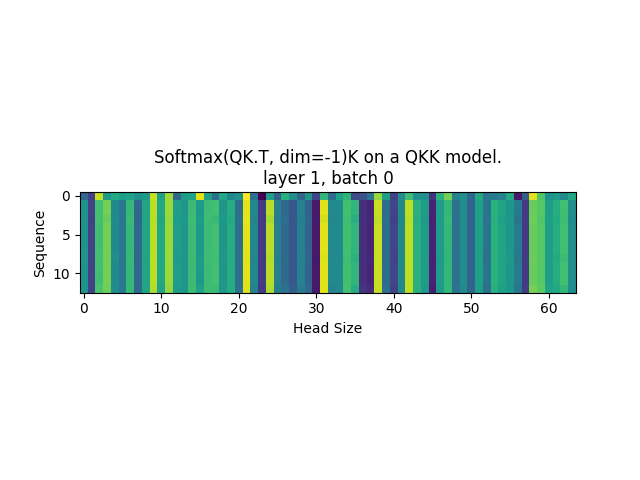 Softmax(QK.T, dim=-1)K on a QKK model.
layer 1, batch 0
0
5
10
Sequence
0 10 20 30 40 50 60
Head Size